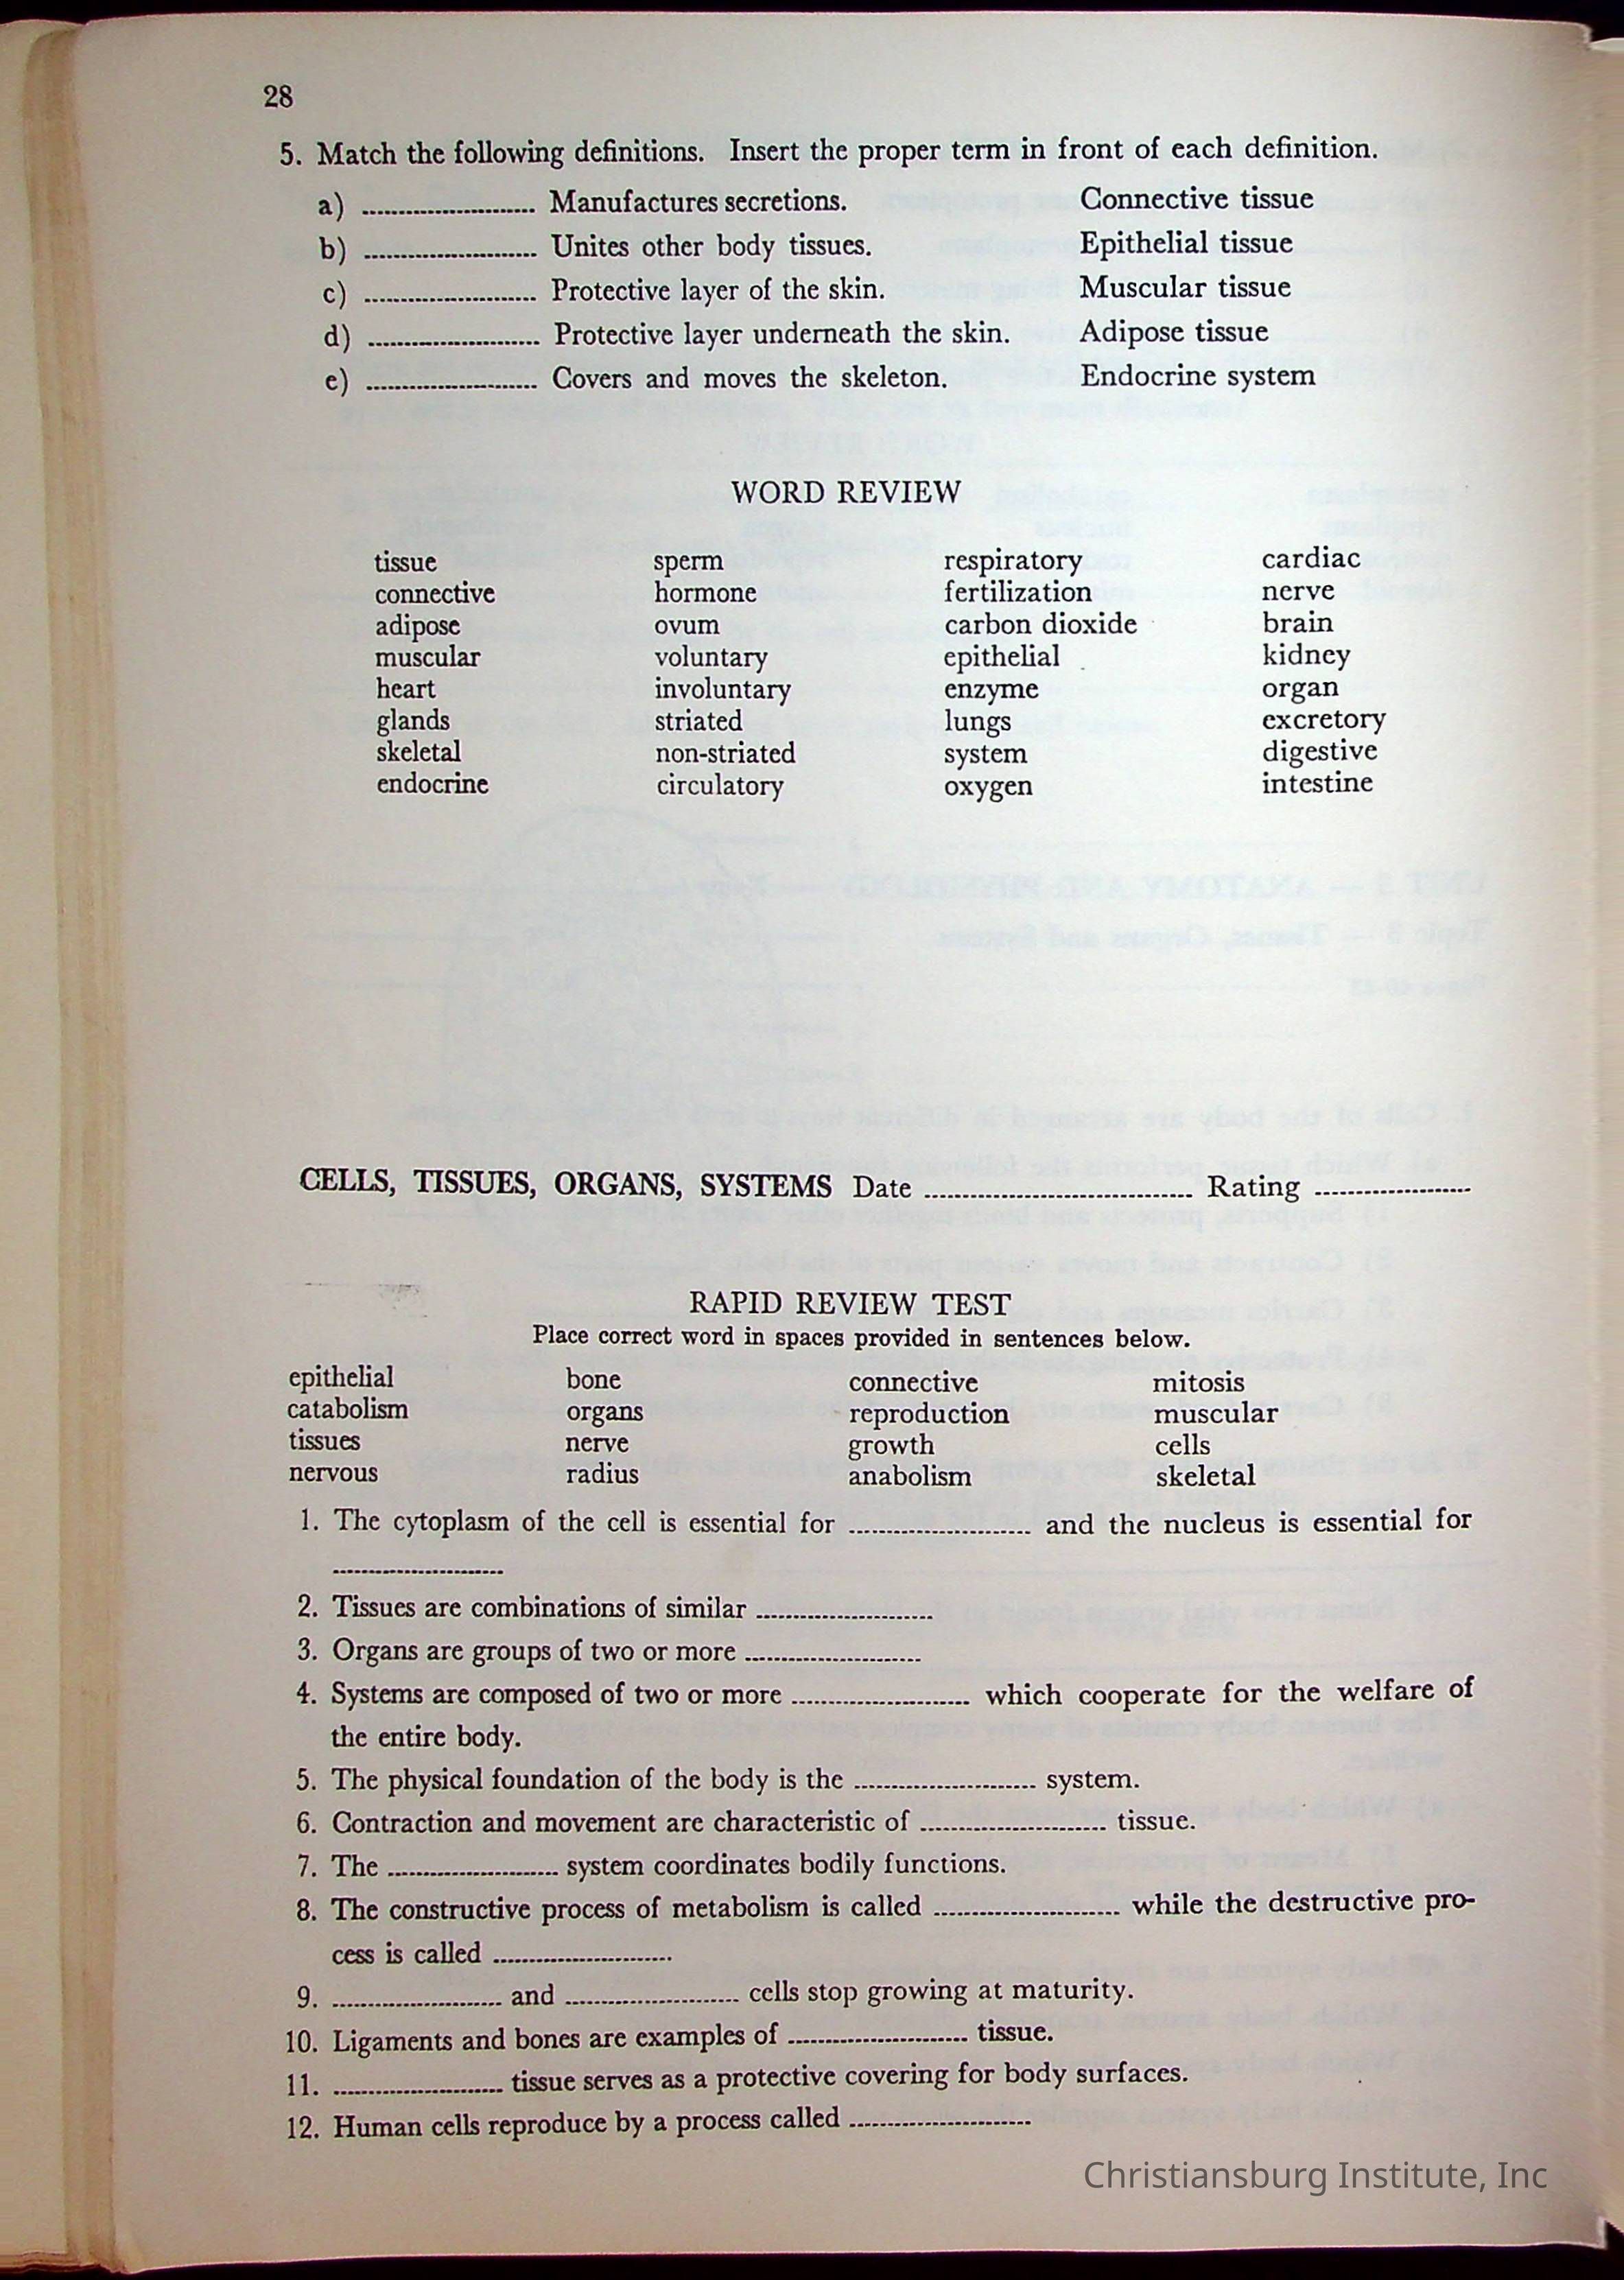 28
5. Match the following definitions. Insert the proper term in front of each definition.
a) ........................ Manufactures secretions. Connective tissue
b) ........................ Unites other body tissues. Epithelial tissue
c) ........................ Protective layer of the skin. Muscular tissue
d) ........................ Protective layer underneath the skin. Adipose tissue
e) ........................ Covers and moves the skeleton. Endocrine system
WORD REVIEW
tissue sperm respiratory cardiac
connective hormone fertilization nerve
adipose ovum carbon dioxide brain
muscular voluntary epithelial kidney
heart involuntary enzyme organ
glands striated lungs excretory
skeletal non-striated system digestive
endocrine circulatory oxygen intestine
CELLS, TISSUES, ORGANS, SYSTEMS Date .................................... Rating .....................
RAPID REVIEW TEST
Place correct word in spaces provided in sentences below.
epithelial bone connective mitosis
catabolism organs reproduction muscular
tissues nerve growth cells
nervous radius anabolism skeletal
1. The cytoplasm of the cell is essential for ........................ and the nucleus is essential for
........................
2. Tissues are combinations of similar ........................
3. Organs are groups of two or more ........................
4. Systems are composed of two or more ........................ which cooperate for the welfare of
the entire body.
5. The physical foundation of the body is the ........................ system.
6. Contraction and movement are characteristic of ........................ tissue.
7. The ........................ system coordinates bodily functions.
8. The constructive process of metabolism is called ........................ while the destructive pro-
cess is called ........................
9. ........................ and ........................ cells stop growing at maturity.
10. Ligaments and bones are examples of ........................ tissue.
11. ........................ tissue serves as a protective covering for body surfaces.
12. Human cells reproduce by a process called ........................
Christiansburg Institute, Inc